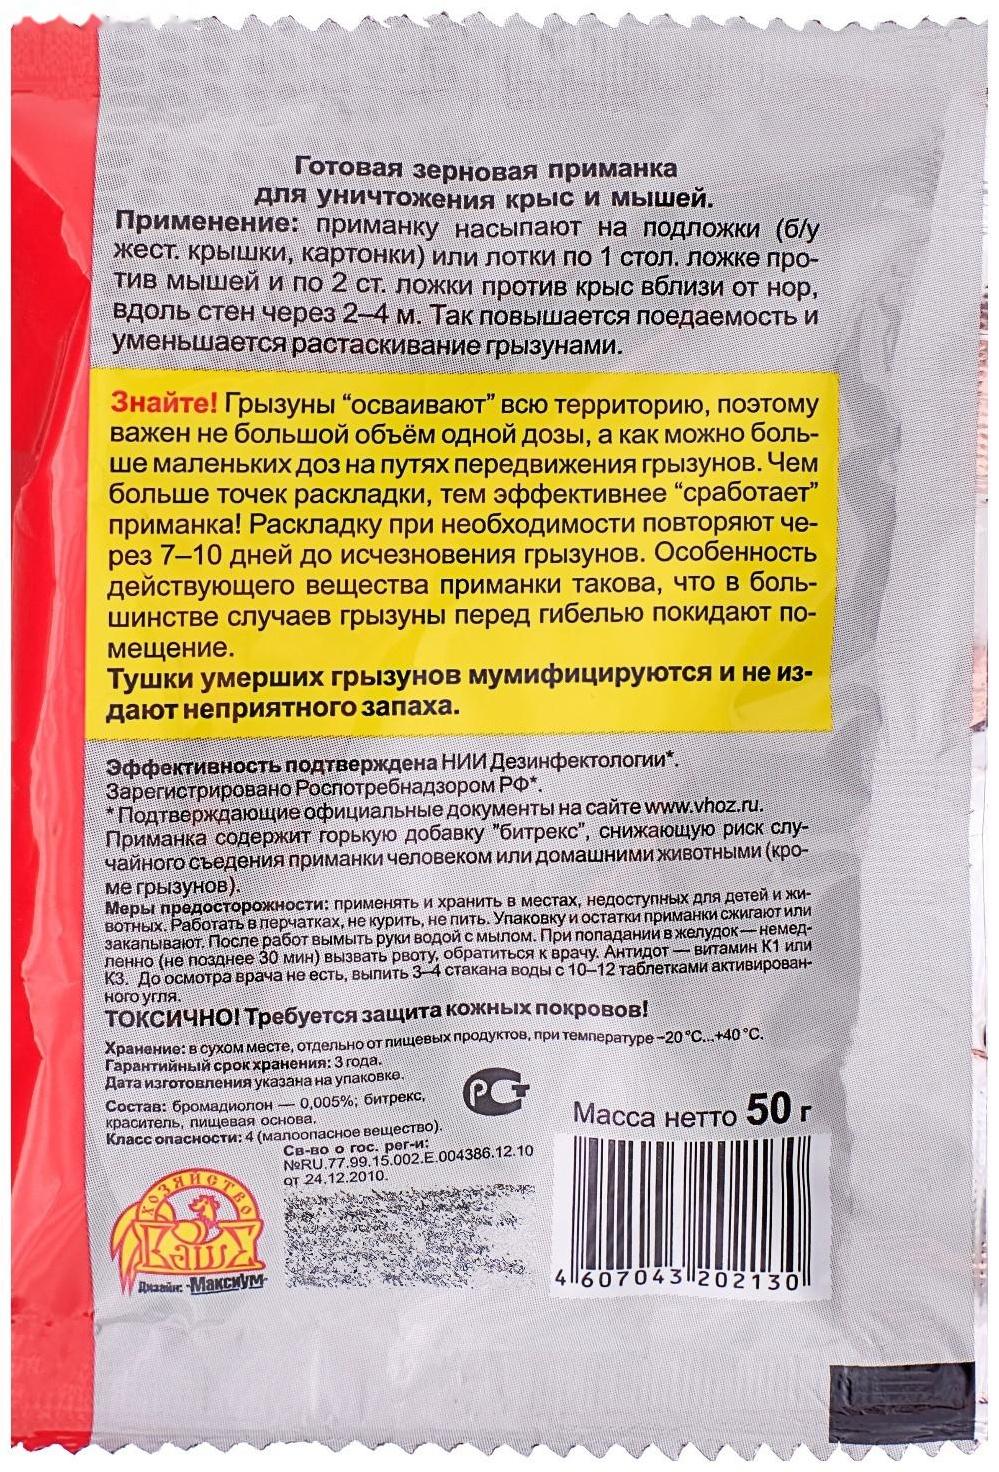 Готовая зерновая приманка
для уничтожения крыс и мышей.
Применение: приманку насыпают на подложки (б/у
жест. крышки, картонки) или лотки по 1 стол. ложке про-
тив мышей и по 2 ст. ложки против крыс вблизи от нор,
вдоль стен через 2–4 м. Так повышается поедаемость и
уменьшается растаскивание грызунами.
Знайте! Грызуны “осваивают” всю территорию, поэтому
важен не большой объём одной дозы, а как можно боль-
ше маленьких доз на путях передвижения грызунов. Чем
больше точек раскладки, тем эффективнее “сработает”
приманка! Раскладку при необходимости повторяют че-
рез 7–10 дней до исчезновения грызунов. Особенность
действующего вещества приманки такова, что в боль-
шинстве случаев грызуны перед гибелью покидают по-
мещение.
Тушки умерших грызунов мумифицируются и не из-
дают неприятного запаха.
Эффективность подтверждена НИИ Дезинфектологии*.
Зарегистрировано Роспотребнадзором РФ*.
* Подтверждающие официальные документы на сайте www.vhoz.ru.
Приманка содержит горькую добавку "битрекс", снижающую риск слу-
чайного съедения приманки человеком или домашними животными (кро-
ме грызунов).
Меры предосторожности: применять и хранить в местах, недоступных для детей и жи-
вотных. Работать в перчатках, не курить, не пить. Упаковку и остатки приманки сжигают или
закапывают. После работ вымыть руки водой с мылом. При попадании в желудок — немед-
ленно (не позднее 30 мин) вызвать рвоту, обратиться к врачу. Антидот — витамин К1 или
К3. До осмотра врача не есть, выпить 3–4 стакана воды с 10–12 таблетками активирован-
ного угля.
ТОКСИЧНО! Требуется защита кожных покровов!
Хранение: в сухом месте, отдельно от пищевых продуктов, при температуре –20 °С...+40 °С.
Гарантийный срок хранения: 3 года.
Дата изготовления указана на упаковке.
Состав: бромадиолон — 0,005%; битрекс,
краситель, пищевая основа.
Класс опасности: 4 (малоопасное вещество).
РСТ
Масса нетто 50 г
Св-во о гос. рег-и:
№RU.77.99.15.002.Е.004386.12.10
от 24.12.2010.
ХОЗЯЙСТВО
ВАШЕ
Дизайн: -МаксиУм-
4 607043 202130